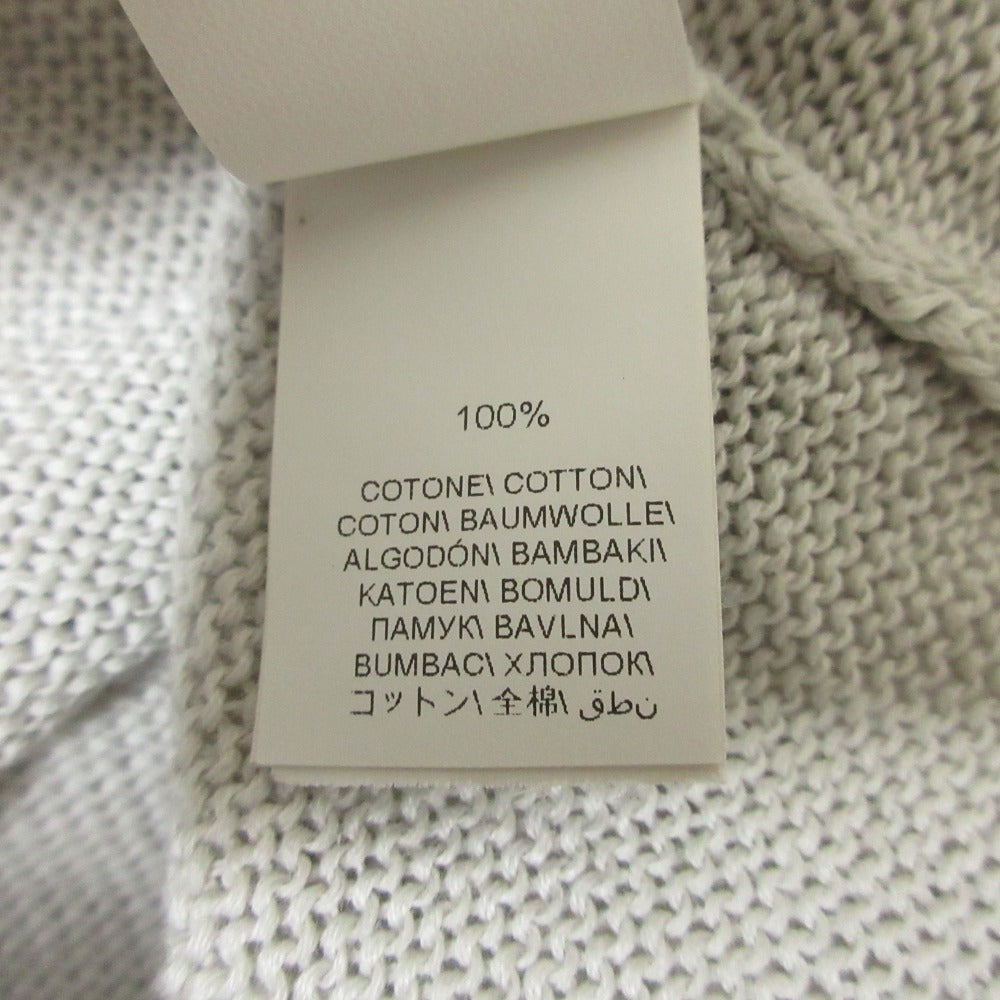 100%
COTONE\ COTTON\
COTON\ BAUMWOLLE\
ALGODÓN\ BAMBAKI\
KATOEN\ BOMULD\
ПАМУК\ BAVLNA\
BUMBAC\ ХЛОПОК\
コットン\ 全棉\ نطق